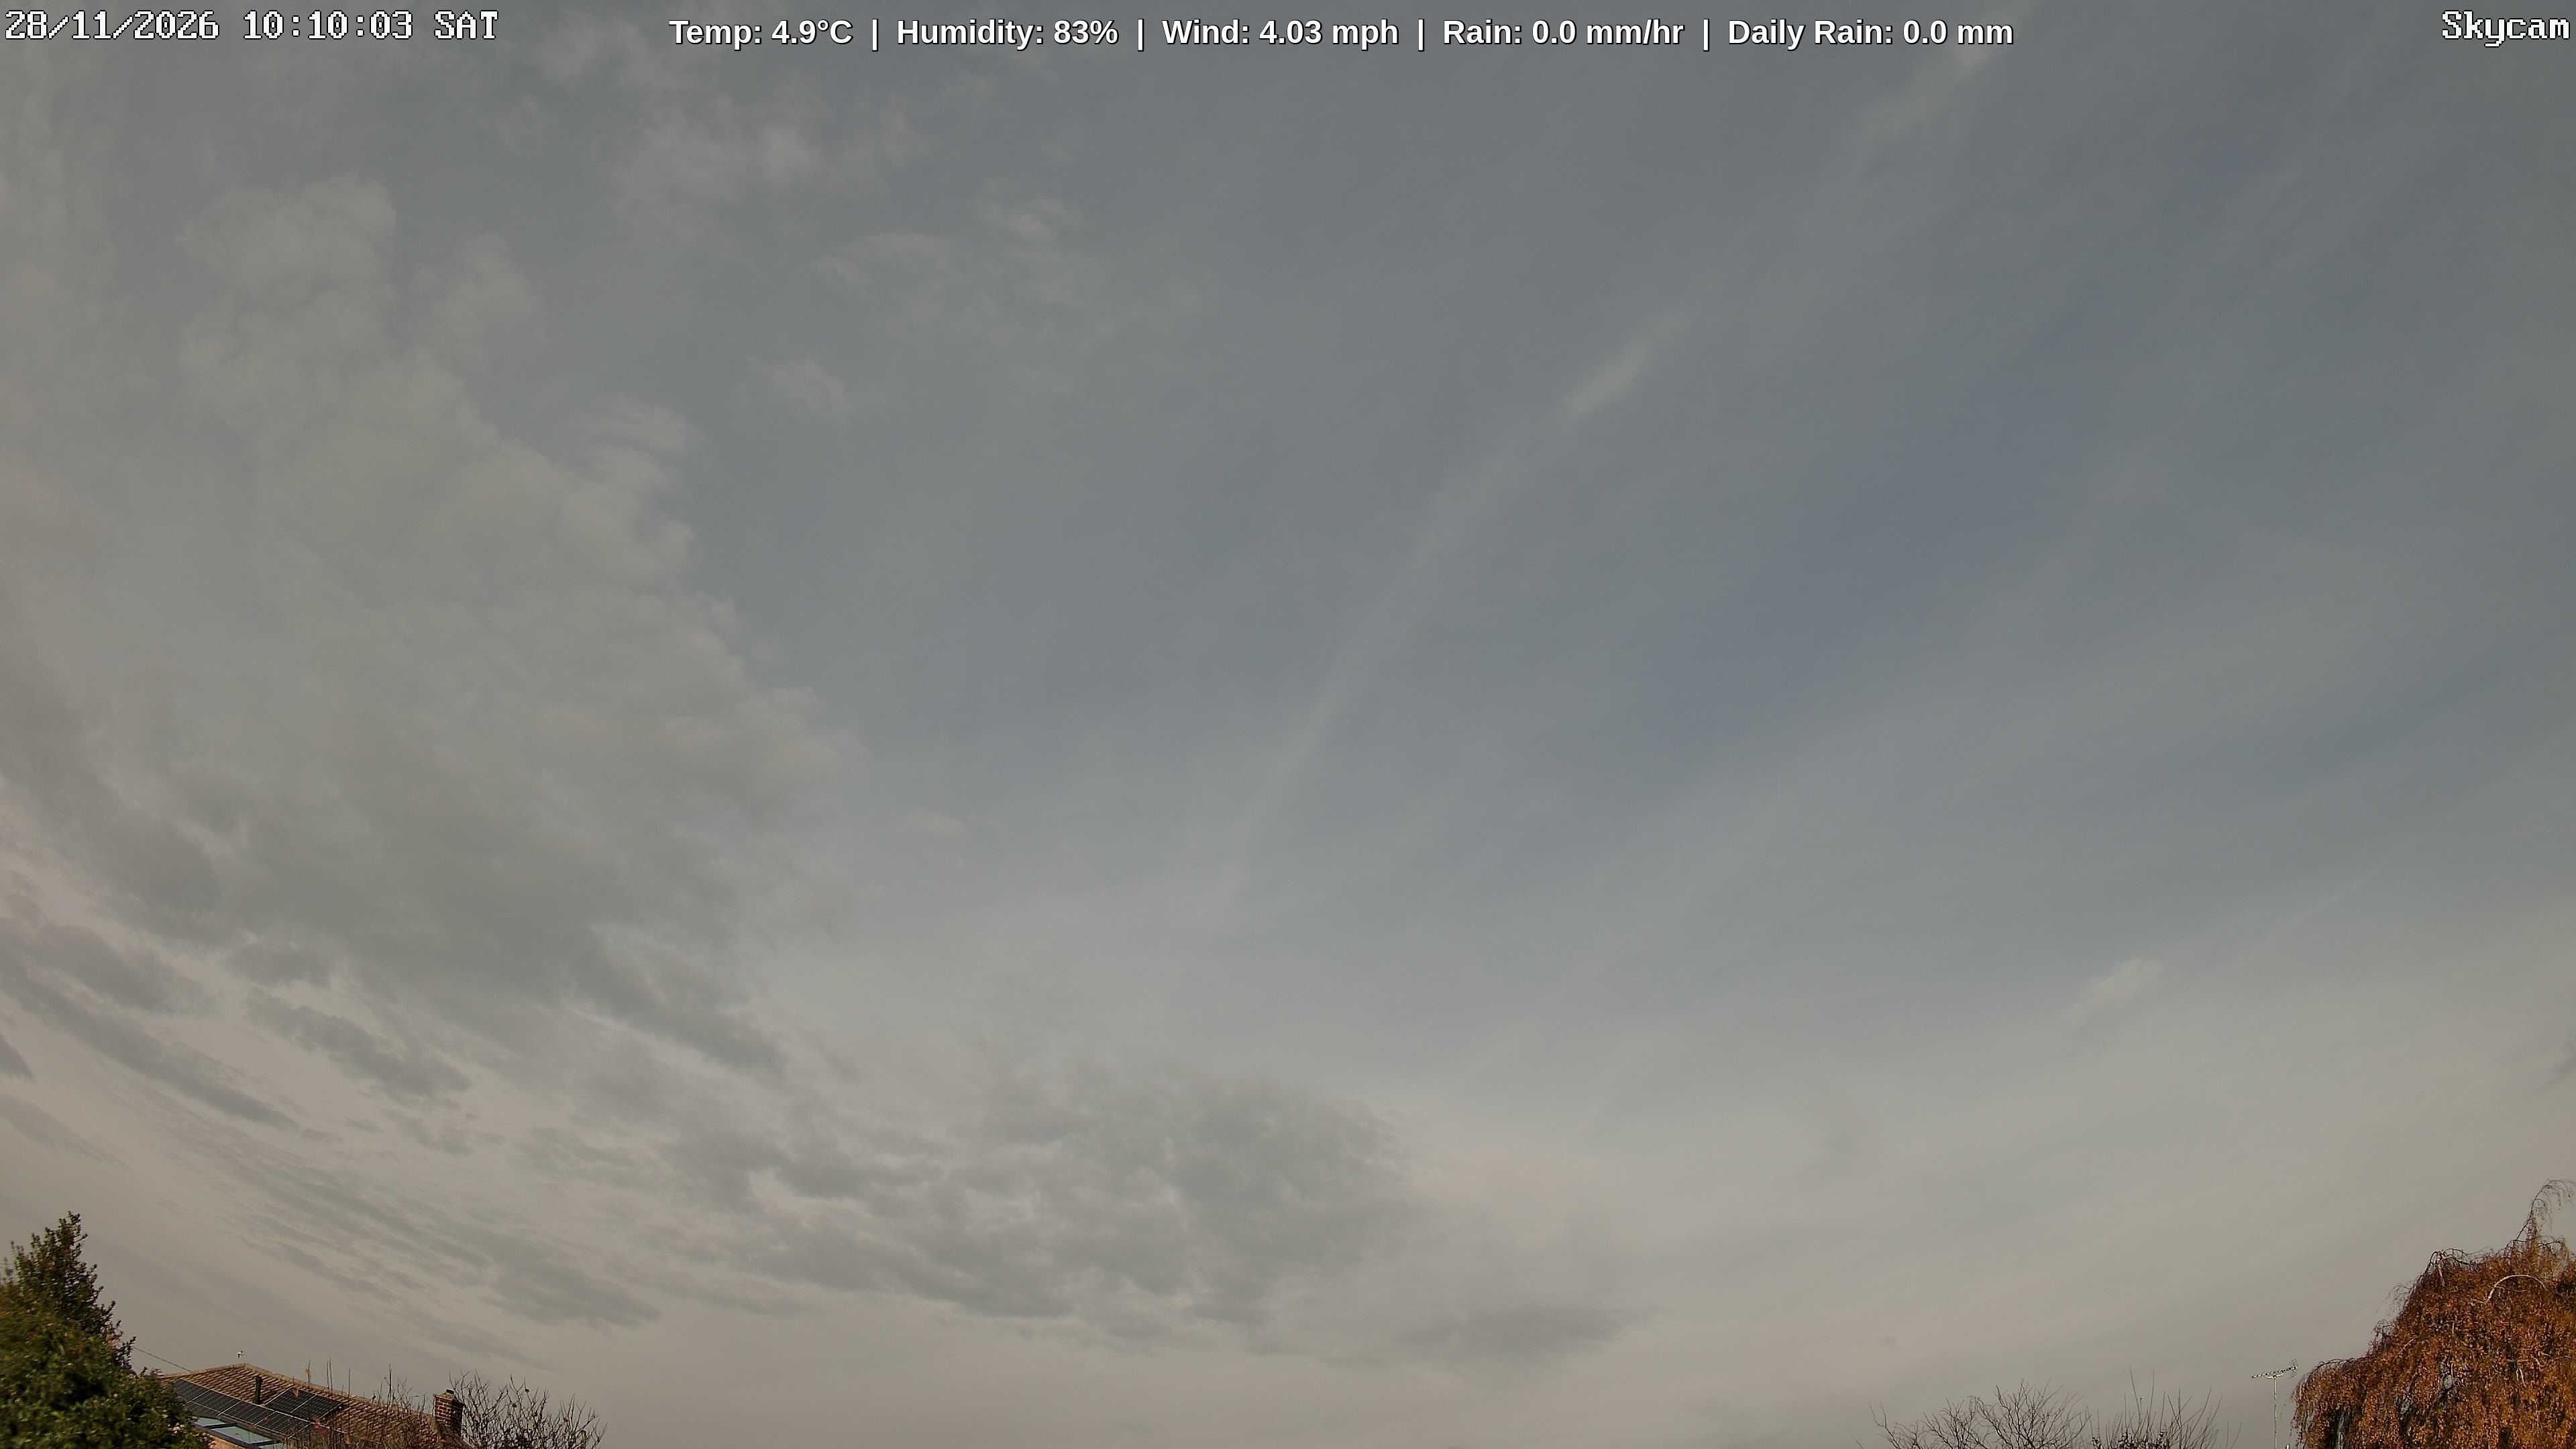 28/11/2026 10:10:03 SAT
Temp: 4.9°C | Humidity: 83% | Wind: 4.03 mph | Rain: 0.0 mm/hr | Daily Rain: 0.0 mm
Skycam